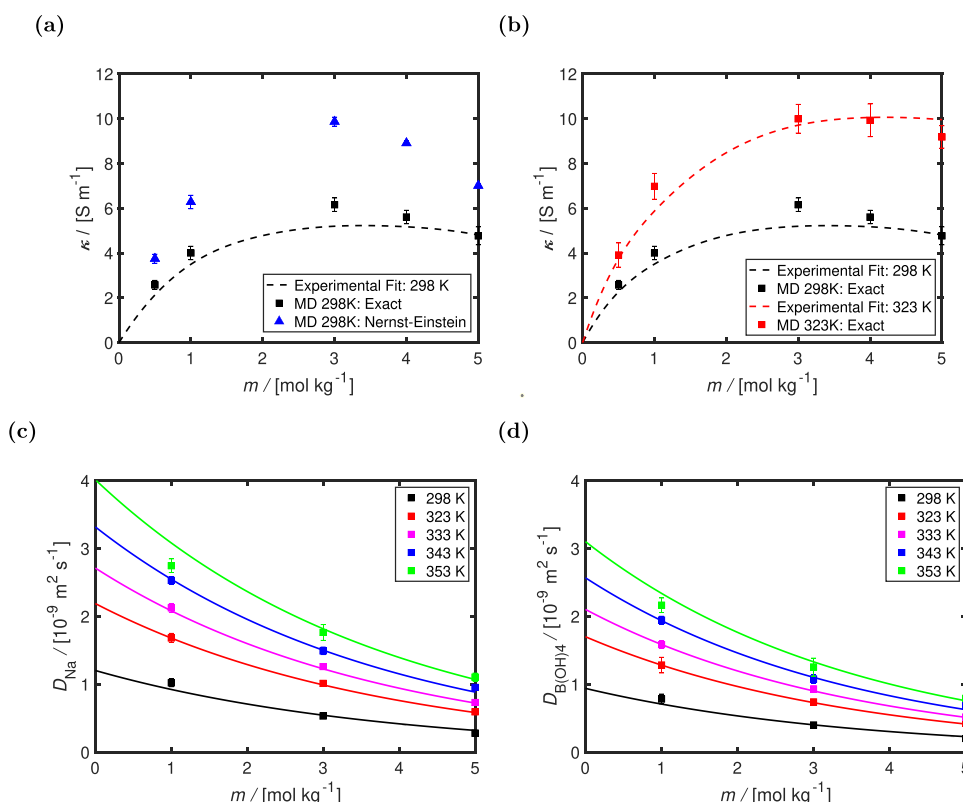 (a)
(b)
12
10
8
6
4
2
0
κ / [S m⁻¹]
0 1 2 3 4 5
m / [mol kg⁻¹]
Experimental Fit: 298 K
MD 298K: Exact
MD 298K: Nernst-Einstein
12
10
8
6
4
2
0
κ / [S m⁻¹]
0 1 2 3 4 5
m / [mol kg⁻¹]
Experimental Fit: 298 K
MD 298K: Exact
Experimental Fit: 323 K
MD 323K: Exact
(c)
(d)
4
3
2
1
0
D_Na / [10⁻⁹ m² s⁻¹]
0 1 2 3 4 5
m / [mol kg⁻¹]
298 K
323 K
333 K
343 K
353 K
4
3
2
1
0
D_B(OH)4 / [10⁻⁹ m² s⁻¹]
0 1 2 3 4 5
m / [mol kg⁻¹]
298 K
323 K
333 K
343 K
353 K